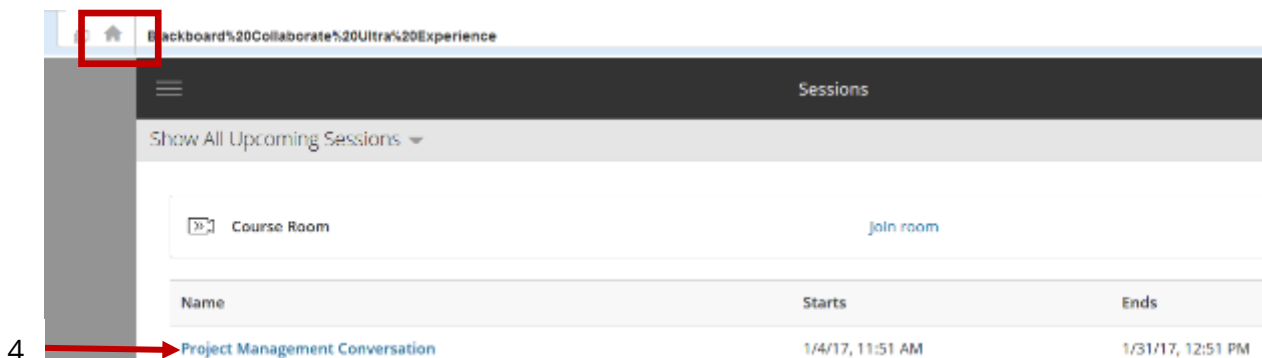 Blackboard%20Collaborate%20Ultra%20Experience
Sessions
Show All Upcoming Sessions
Course Room Join room
Name Starts Ends
4 Project Management Conversation 1/4/17, 11:51 AM 1/31/17, 12:51 PM